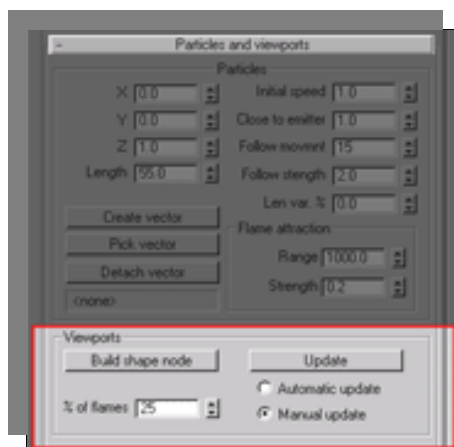 - Particles and viewports
Particles
X 0.0 Initial speed 1.0
Y 0.0 Close to emitter 1.0
Z 1.0 Follow movmnt 15
Length 55.0 Follow stength 2.0
Len var. % 0.0
Create vector
Flame attraction
Pick vector
Range 1000.0
Detach vector
Strength 0.2
<none>
Viewports
Build shape node Update
Automatic update
% of flames 25
Manual update